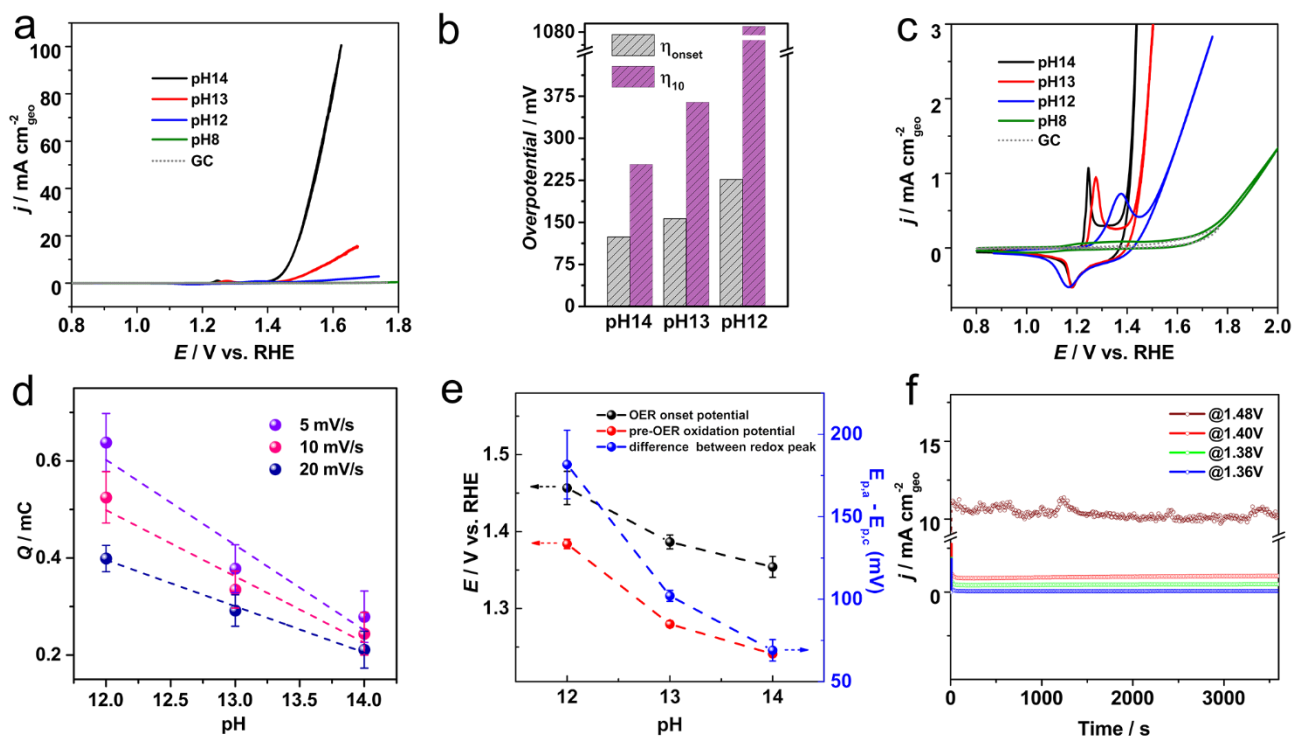 a
100
80
60
40
20
0
j / mA cm⁻²geo
pH14
pH13
pH12
pH8
GC
0.8 1.0 1.2 1.4 1.6 1.8
E / V vs. RHE
b
1080
375
300
225
150
75
0
Overpotential / mV
ηonset
η10
pH14 pH13 pH12
c
3
2
1
0
j / mA cm⁻²geo
pH14
pH13
pH12
pH8
GC
0.8 1.0 1.2 1.4 1.6 1.8 2.0
E / V vs. RHE
d
0.6
0.4
0.2
Q / mC
5 mV/s
10 mV/s
20 mV/s
12.0 12.5 13.0 13.5 14.0
pH
e
1.5
1.4
1.3
E / V vs. RHE
OER onset potential
pre-OER oxidation potential
difference between redox peak
200
150
100
50
Ep,a - Ep,c (mV)
12 13 14
pH
f
15
10
0
j / mA cm⁻²geo
@1.48V
@1.40V
@1.38V
@1.36V
0 1000 2000 3000
Time / s